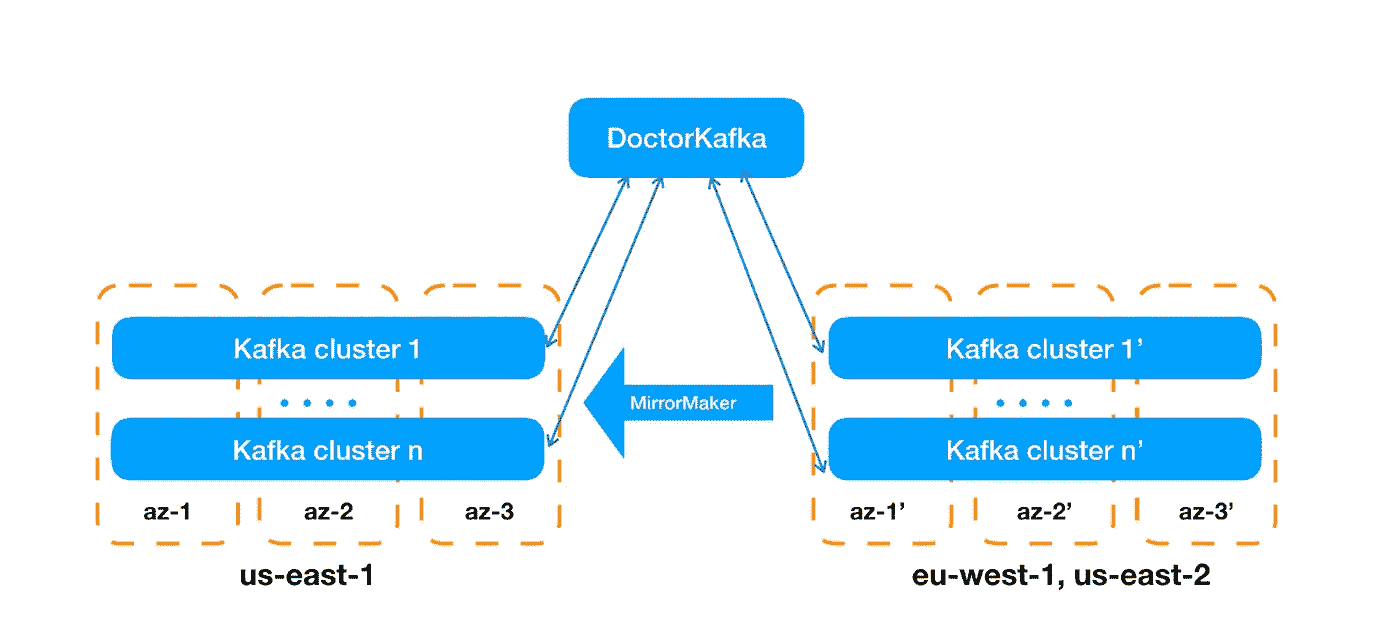 DoctorKafka
Kafka cluster 1
Kafka cluster n
az-1
az-2
az-3
us-east-1
MirrorMaker
Kafka cluster 1’
Kafka cluster n’
az-1’
az-2’
az-3’
eu-west-1, us-east-2